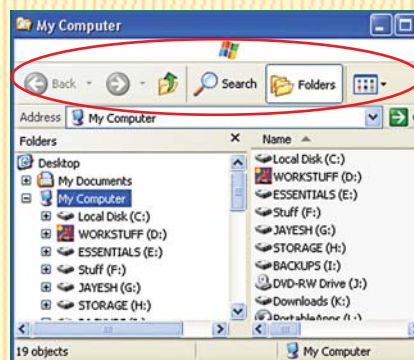 My Computer
Back Search Folders
Address My Computer
Folders × Name
Desktop
My Documents
My Computer
Local Disk (C:)
WORKSTUFF (D:)
ESSENTIALS (E:)
Stuff (F:)
JAYESH (G:)
STORAGE (H:)
Local Disk (C:)
WORKSTUFF (D:)
ESSENTIALS (E:)
Stuff (F:)
JAYESH (G:)
STORAGE (H:)
BACKUPS (I:)
DVD-RW Drive (J:)
Downloads (K:)
PortableApps (L:)
19 objects My Computer